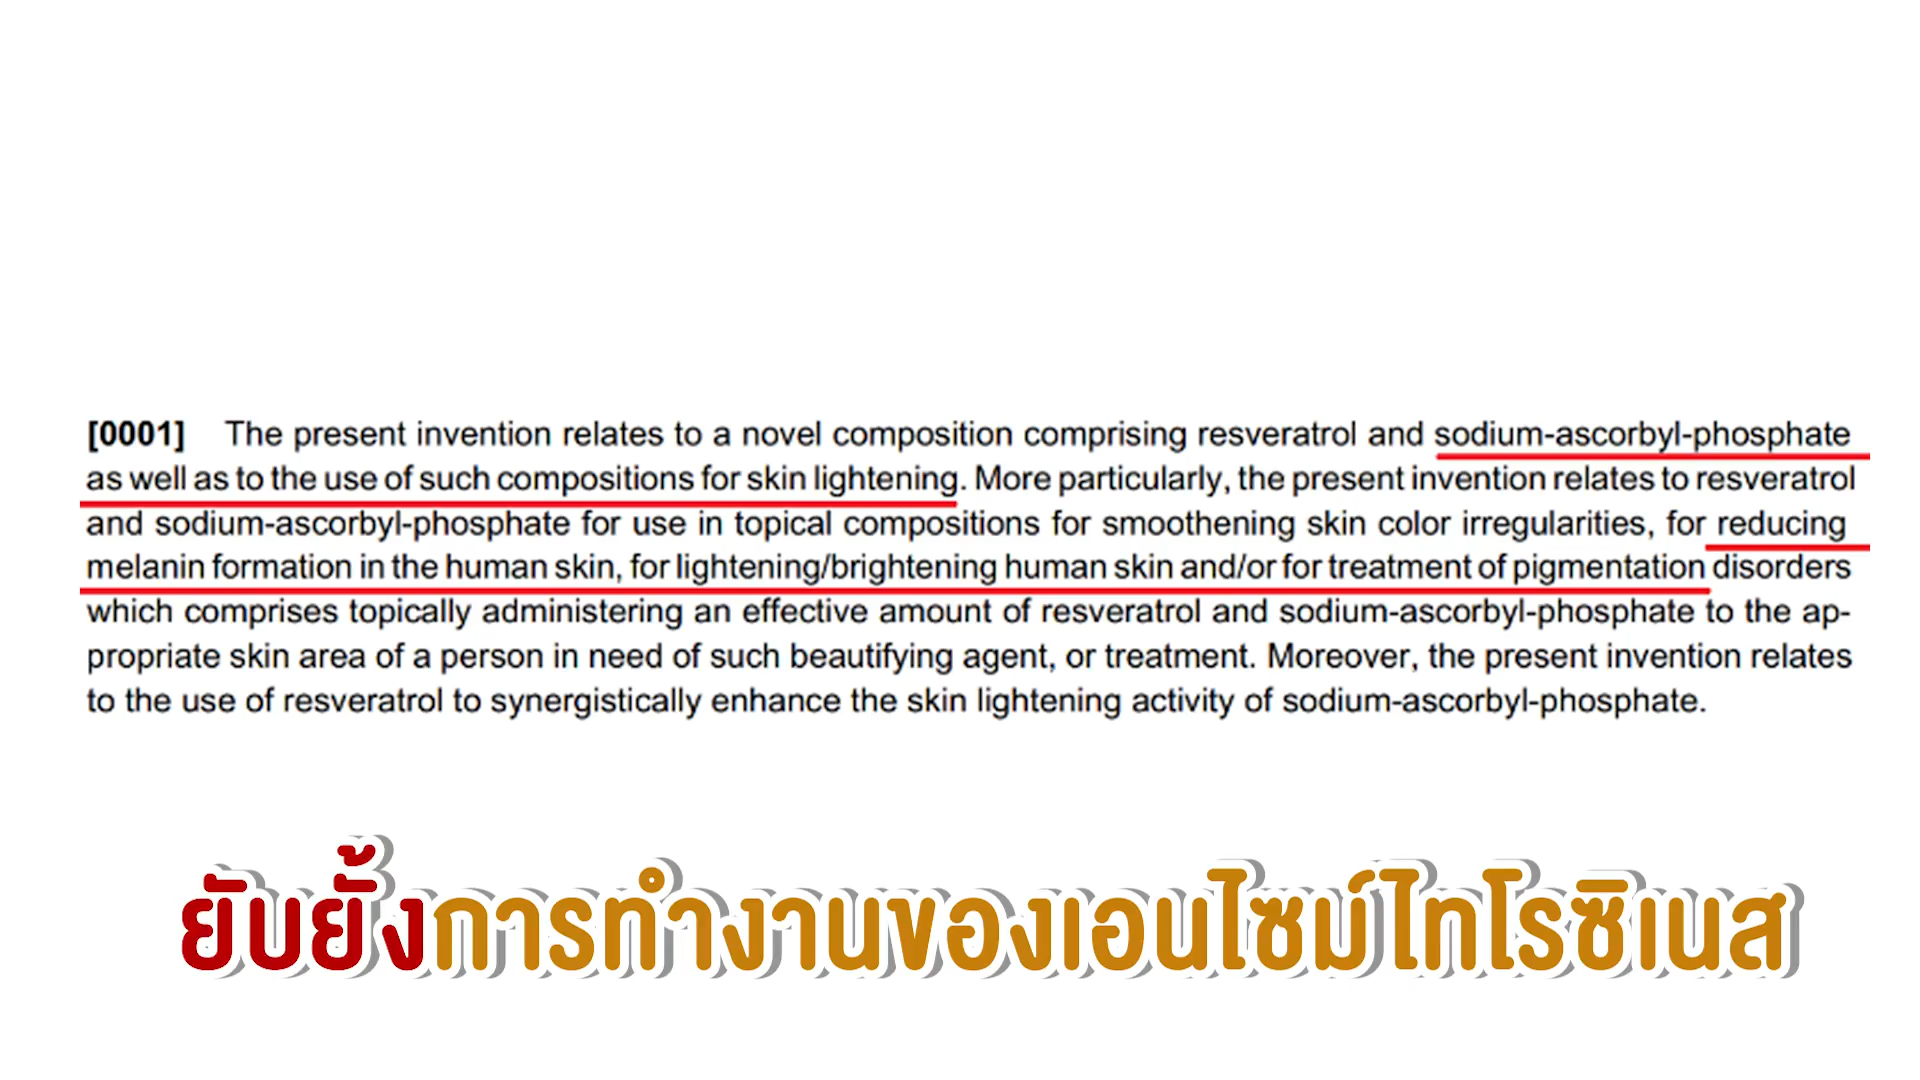 [0001] The present invention relates to a novel composition comprising resveratrol and sodium-ascorbyl-phosphate
as well as to the use of such compositions for skin lightening. More particularly, the present invention relates to resveratrol
and sodium-ascorbyl-phosphate for use in topical compositions for smoothening skin color irregularities, for reducing
melanin formation in the human skin, for lightening/brightening human skin and/or for treatment of pigmentation disorders
which comprises topically administering an effective amount of resveratrol and sodium-ascorbyl-phosphate to the ap-
propriate skin area of a person in need of such beautifying agent, or treatment. Moreover, the present invention relates
to the use of resveratrol to synergistically enhance the skin lightening activity of sodium-ascorbyl-phosphate.
ยับยั้งการทำงานของเอนไซม์ไทโรซิเนส